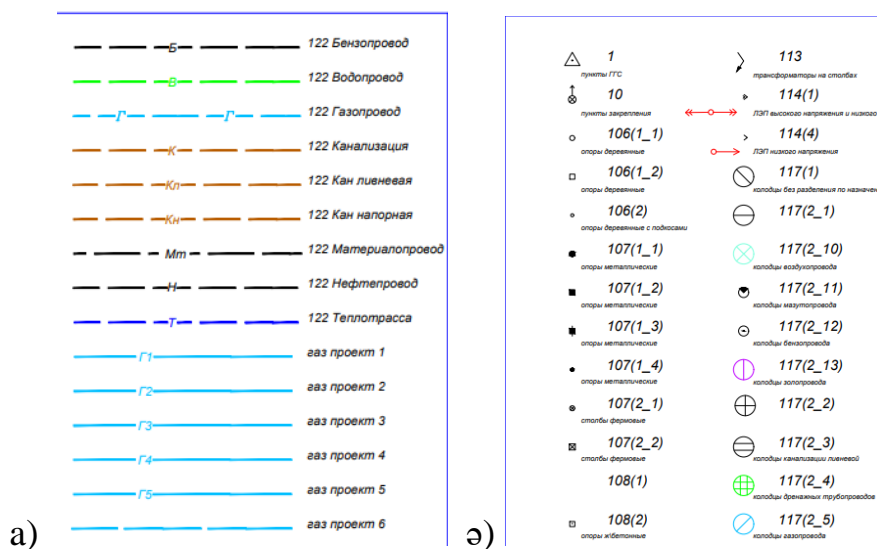 Б 122 Бензопровод
В 122 Водопровод
Г Г 122 Газопровод
К 122 Канализация
Кл 122 Кан ливневая
Кн 122 Кан напорная
Мт 122 Материалопровод
Н 122 Нефтепровод
Т 122 Теплотрасса
Г1 газ проект 1
Г2 газ проект 2
Г3 газ проект 3
Г4 газ проект 4
Г5 газ проект 5
газ проект 6
а)
1
пункты ГГС
10
пункты закрепления
106(1_1)
опоры деревянные
106(1_2)
опоры деревянные
106(2)
опоры деревянные с подкосами
107(1_1)
опоры металлические
107(1_2)
опоры металлические
107(1_3)
опоры металлические
107(1_4)
опоры металлические
107(2_1)
столбы фермовые
107(2_2)
столбы фермовые
108(1)
108(2)
опоры ж\бетонные
113
трансформаторы на столбах
114(1)
ЛЭП высокого напряжения и низкого
114(4)
ЛЭП низкого напряжения
117(1)
колодцы без разделения по назначен
117(2_1)
117(2_10)
колодцы воздухопровода
117(2_11)
колодцы мазутопровода
117(2_12)
колодцы бензопровода
117(2_13)
колодцы золопровода
117(2_2)
117(2_3)
колодцы канализации ливневой
117(2_4)
колодцы дренажных трубопроводов
117(2_5)
колодцы газопровода
ә)